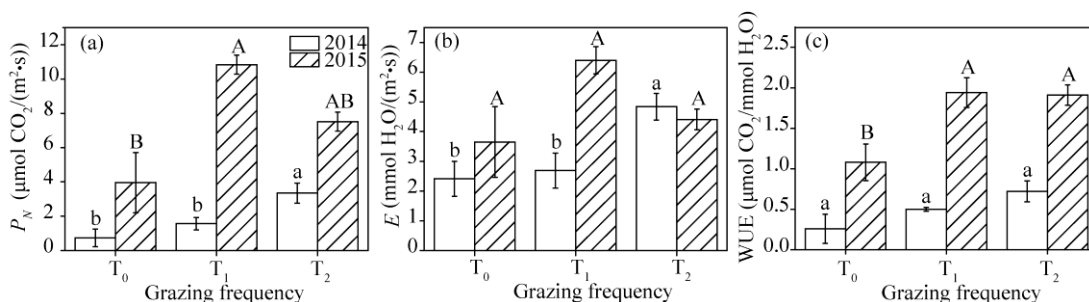 (a)
2014
2015
P_N (μmol CO₂/(m²•s))
12
10
8
6
4
2
0
b
B
b
A
a
AB
T₀
T₁
T₂
Grazing frequency
(b)
E (mmol H₂O/(m²•s))
7
6
5
4
3
2
1
0
b
A
b
A
a
A
T₀
T₁
T₂
Grazing frequency
(c)
WUE (μmol CO₂/mmol H₂O)
2.5
2.0
1.5
1.0
0.5
0.0
a
B
a
A
a
A
T₀
T₁
T₂
Grazing frequency